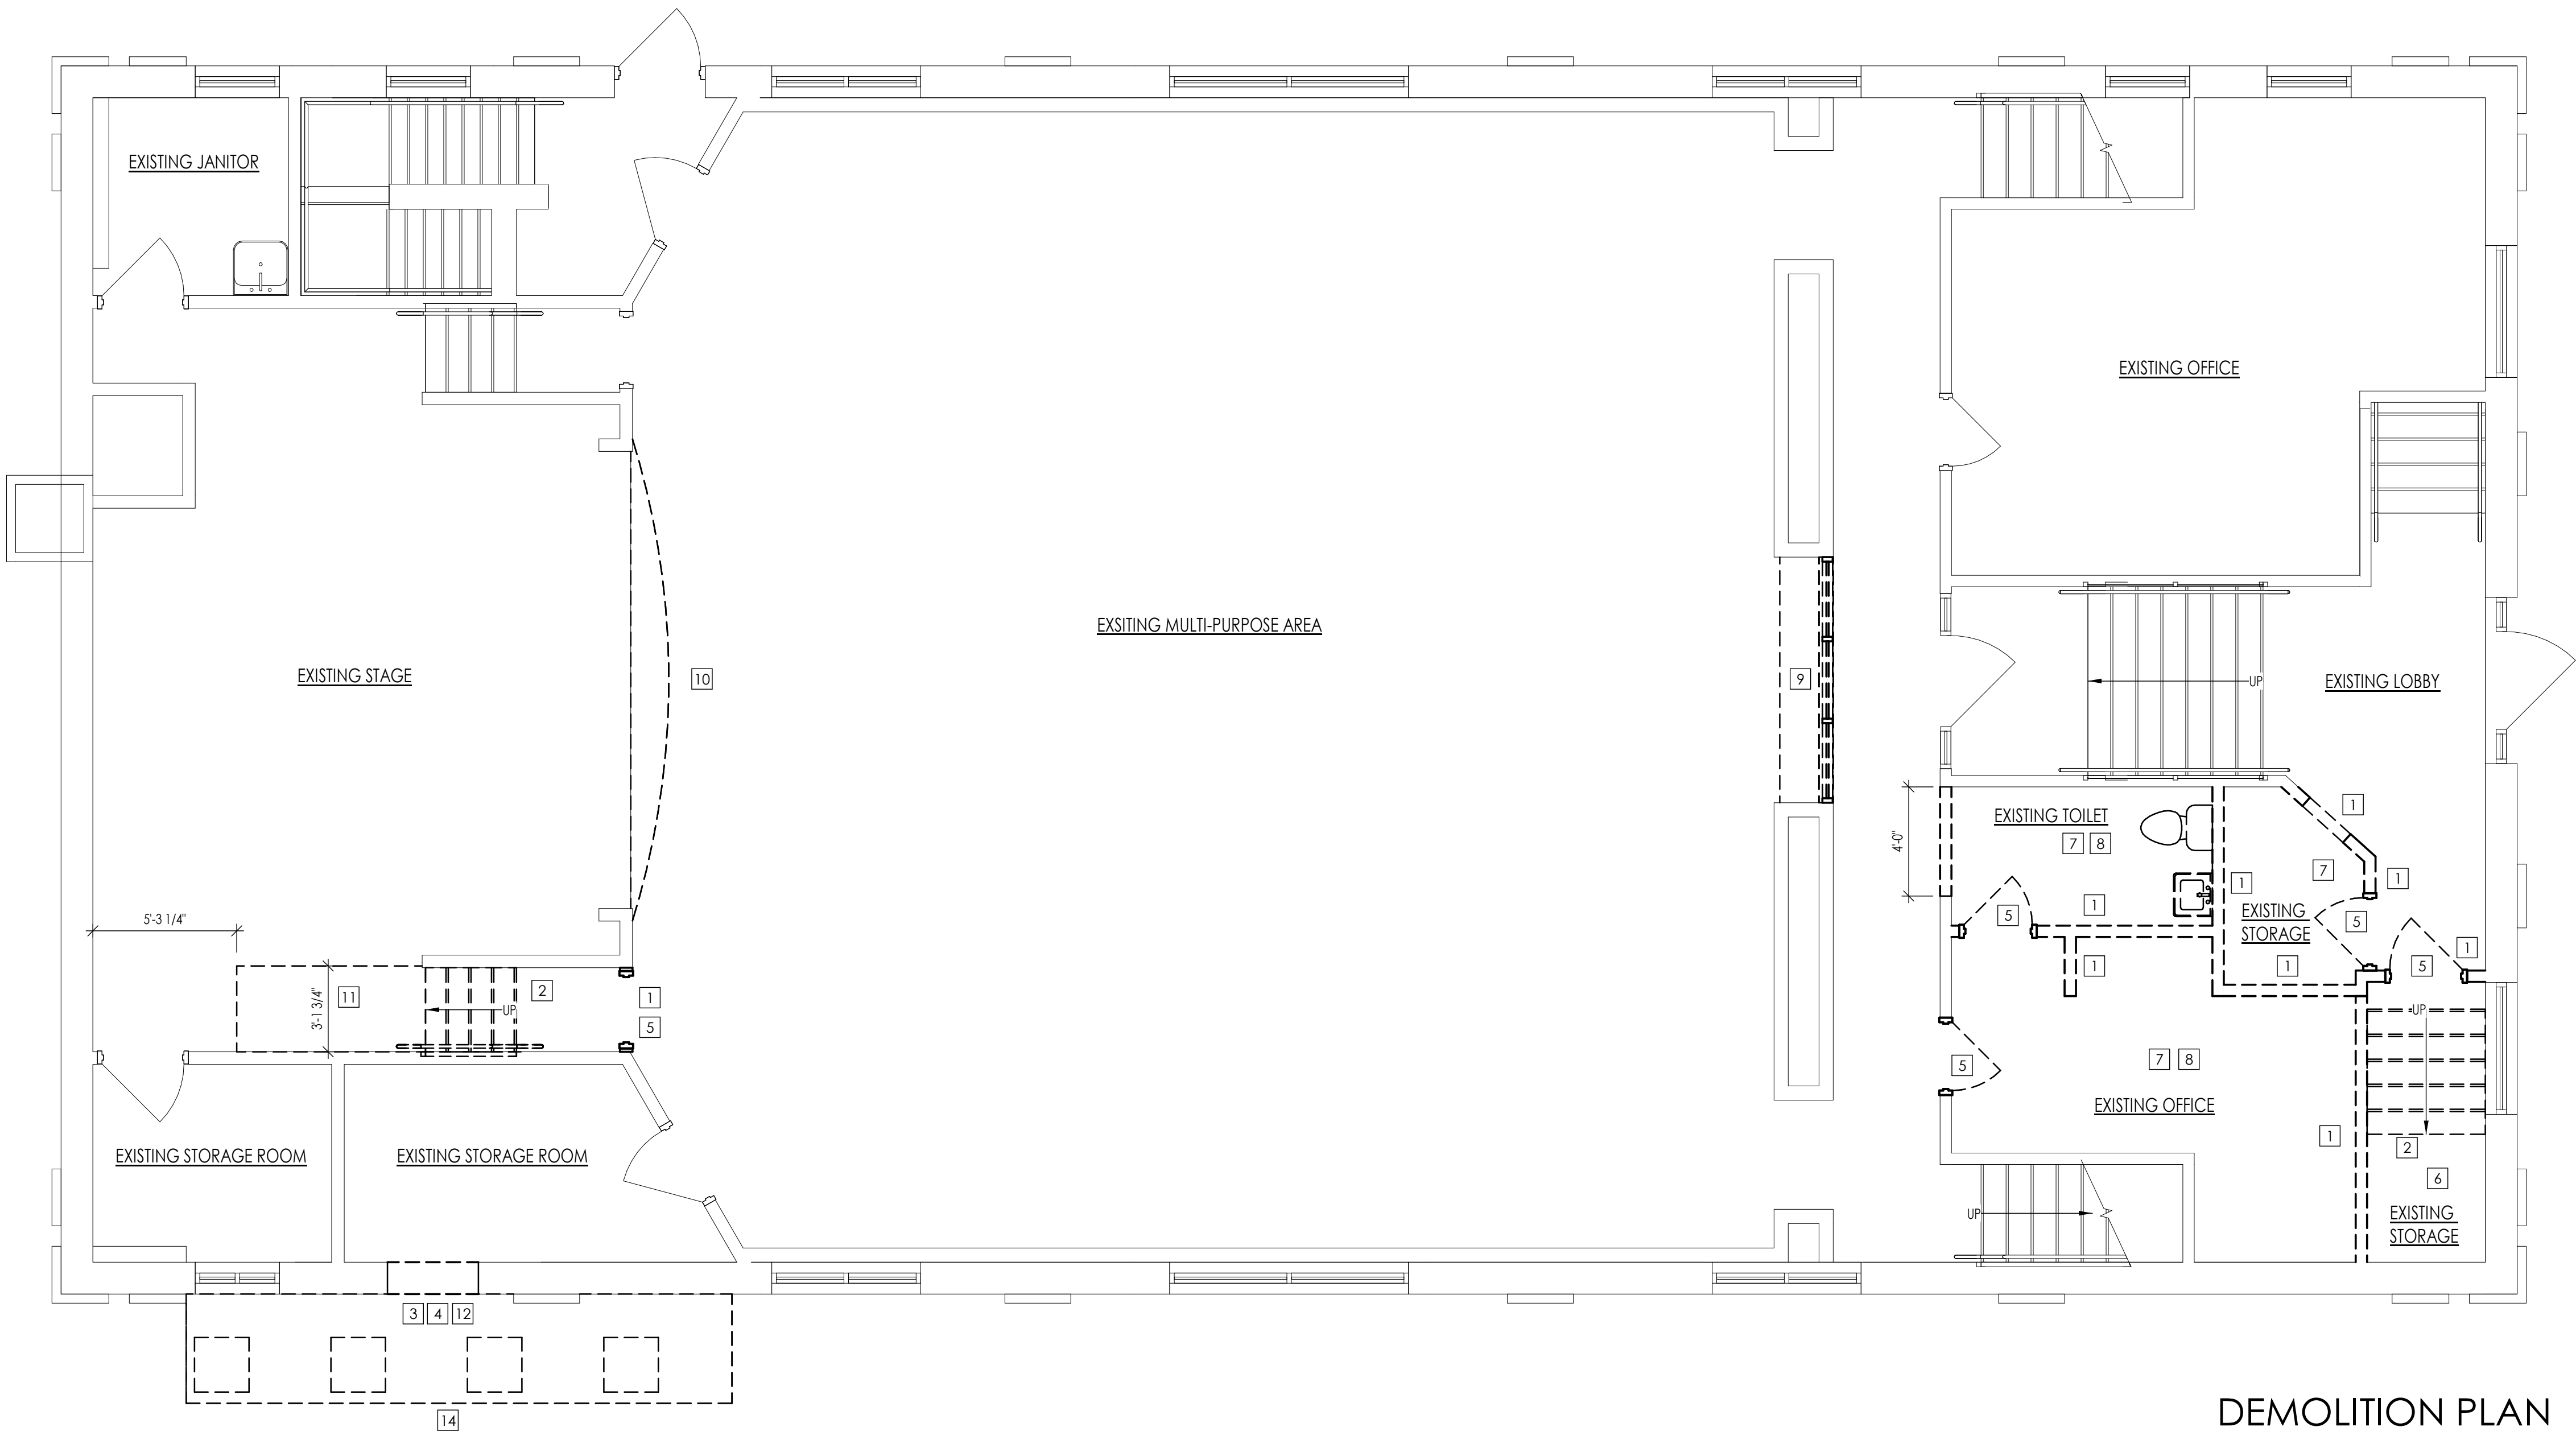 EXISTING JANITOR
EXISTING OFFICE
EXSITING MULTI-PURPOSE AREA
EXISTING STAGE
10
9
UP
EXISTING LOBBY
4'-0"
EXISTING TOILET
7 8
1
1
7
1
1
5
5
EXISTING
STORAGE
1
5
1
1
5
5'-3 1/4"
3'-1 3/4"
11
2
UP
1
5
UP
5
7 8
EXISTING OFFICE
1
2
6
EXISTING STORAGE ROOM
EXISTING STORAGE ROOM
UP
EXISTING
STORAGE
3 4 12
14
DEMOLITION PLAN